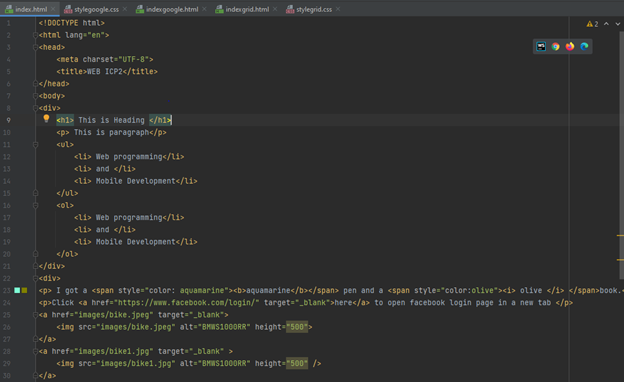 index.html stylegoogle.css indexgoogle.html indexgrid.html stylegrid.css
1 <!DOCTYPE html> 2
2 <html lang="en">
3 <head>
4 <meta charset="UTF-8">
5 <title>WEB ICP2</title>
6 </head>
7 <body>
8 <div>
9 <h1> This is Heading </h1>
10 <p> This is paragraph</p>
11 <ul>
12 <li> Web programming</li>
13 <li> and </li>
14 <li> Mobile Development</li>
15 </ul>
16 <ol>
17 <li> Web programming</li>
18 <li> and </li>
19 <li> Mobile Development</li>
20 </ol>
21 </div>
22 <div>
23 <p> I got a <span style="color: aquamarine"><b>aquamarine</b></span> pen and a <span style="color:olive"><i> olive </i> </span>book.<
24 <p>Click <a href="https://www.facebook.com/login/" target="_blank">here</a> to open facebook login page in a new tab </p>
25 <a href="images/bike.jpeg" target="_blank">
26 <img src="images/bike.jpeg" alt="BMWS1000RR" height="500">
27 </a>
28 <a href="images/bike1.jpg" target="_blank" >
29 <img src="images/bike1.jpg" alt="BMWS1000RR" height="500" />
30 </a>